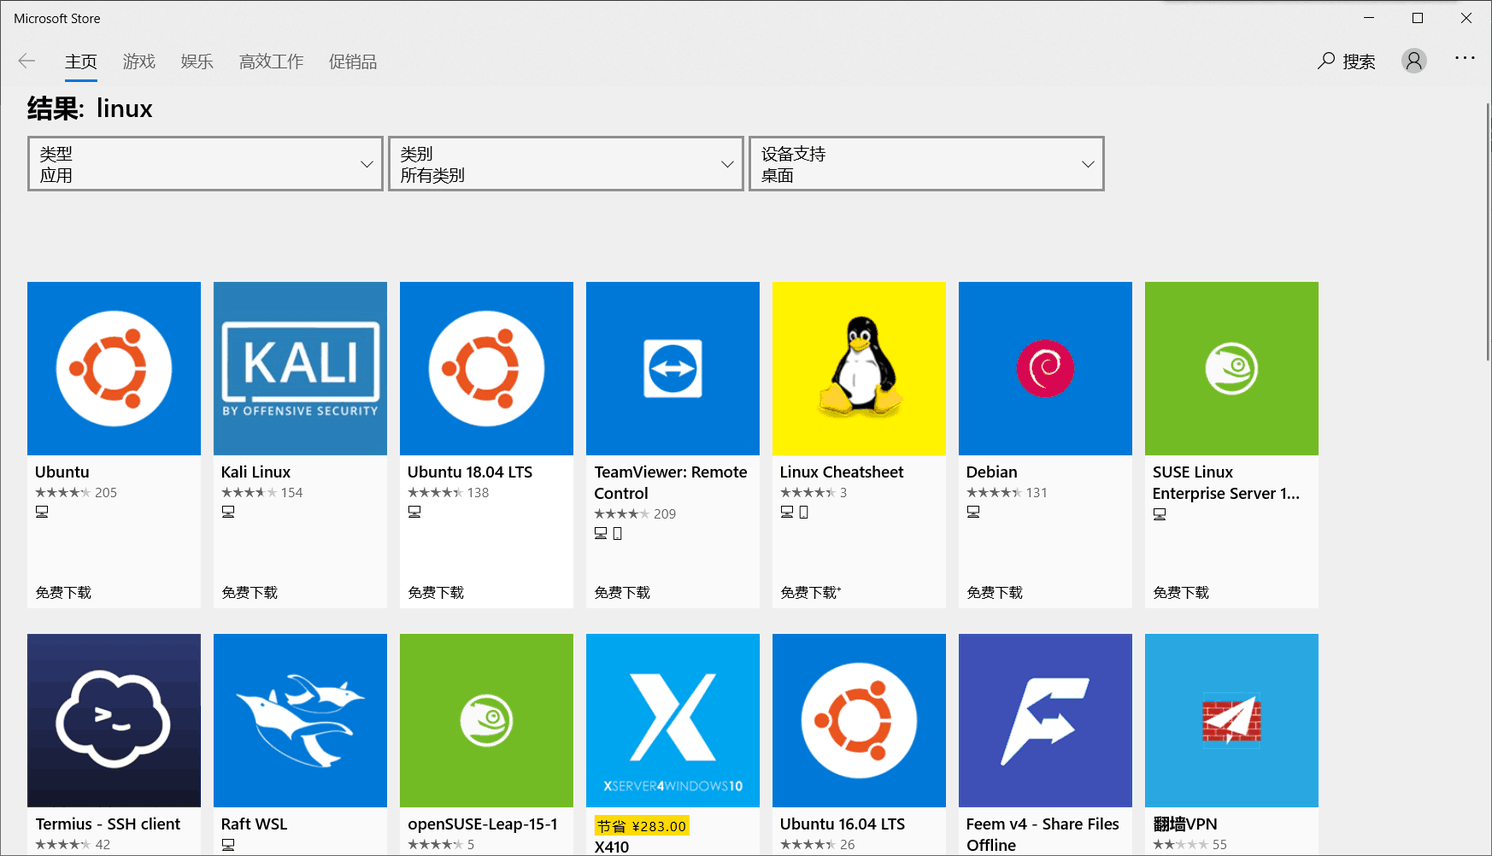 Microsoft Store
主页 游戏 娱乐 高效工作 促销品 搜索
结果: linux
类型
应用
类别
所有类别
设备支持
桌面
KALI
BY OFFENSIVE SECURITY
Ubuntu
205
免费下载
Kali Linux
154
免费下载
Ubuntu 18.04 LTS
138
免费下载
TeamViewer: Remote
Control
209
免费下载
Linux Cheatsheet
3
免费下载*
Debian
131
免费下载
SUSE Linux
Enterprise Server 1...
免费下载
Termius - SSH client
42
Raft WSL
openSUSE-Leap-15-1
5
X
XSERVER4WINDOWS10
节省 ¥283.00
X410
Ubuntu 16.04 LTS
26
Feem v4 - Share Files
Offline
翻墙VPN
55